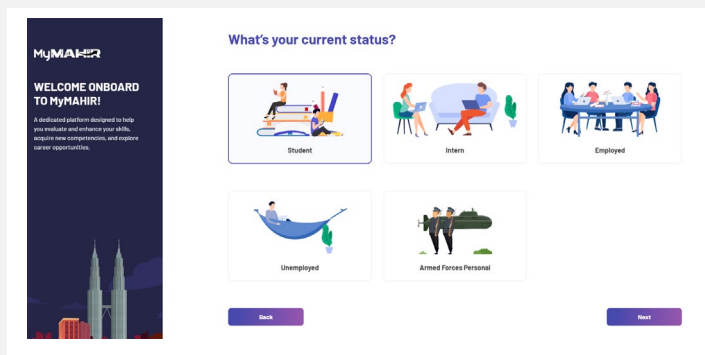 MyMAHIR
WELCOME ONBOARD
TO MyMAHIR!
A dedicated platform designed to help
you evaluate and enhance your skills,
acquire new competencies, and explore
career opportunities.
What's your current status?
Student
Intern
Employed
Unemployed
Armed Forces Personal
Back
Next